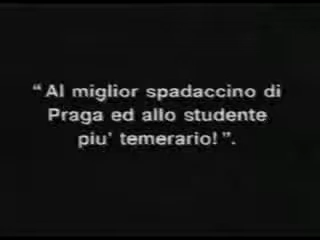 “Al miglior spadaccino di
Praga ed allo studente
piu' temerario!”.